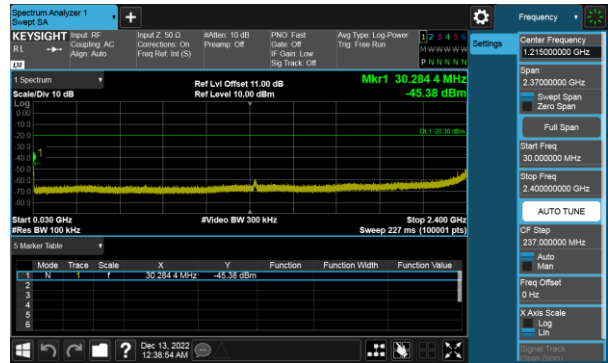 Spectrum Analyzer 1
Swept SA
+
Frequency
KEYSIGHT Input: RF Input Z: 50 Ω #Atten: 10 dB PNO: Fast Avg Type: Log-Power 1 2 3 4 5 6
RL Coupling: AC Corrections: On Preamp: Off Gate: Off Trig: Free Run M W W W W W
Align: Auto Freq Ref: Int (S) IF Gain: Low
Sig Track: Off P N N N N N
LXI
Settings
1 Spectrum
Ref Lvl Offset 11.00 dB Mkr1 30.284 4 MHz
Scale/Div 10 dB Ref Level 10.00 dBm -45.38 dBm
Log
0.00
-10.0
-20.0 DL1 -20.30 dBm
-30.0
-40.0 1
-50.0
-60.0
-70.0
-80.0
Start 0.030 GHz #Video BW 300 kHz Stop 2.400 GHz
#Res BW 100 kHz Sweep 227 ms (100001 pts)
5 Marker Table
Mode Trace Scale X Y Function Function Width Function Value
1 N 1 f 30.284 4 MHz -45.38 dBm
2
3
4
5
6
Center Frequency
1.215000000 GHz
Span
2.37000000 GHz
Swept Span
Zero Span
Full Span
Start Freq
30.000000 MHz
Stop Freq
2.400000000 GHz
AUTO TUNE
CF Step
237.000000 MHz
Auto
Man
Freq Offset
0 Hz
X Axis Scale
Log
Lin
Signal Track
(Span Zoom)
? Dec 13, 2022
12:38:54 AM